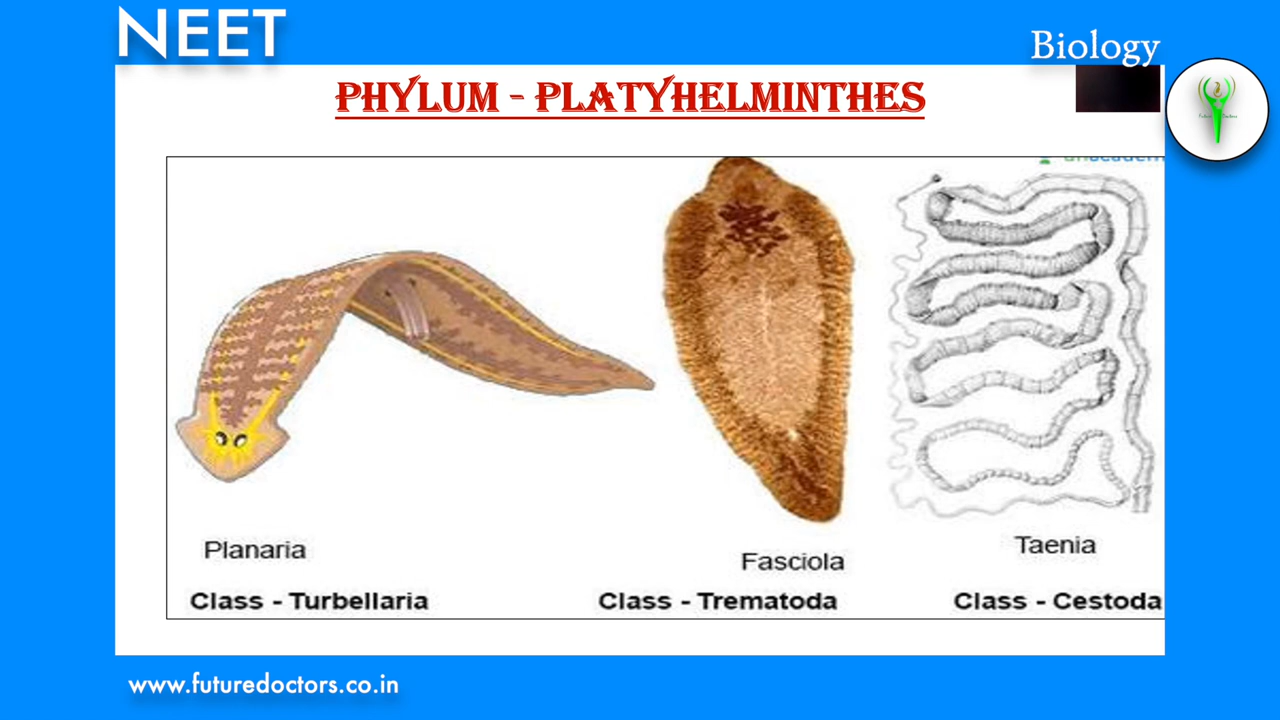 NEET
Biology
PHYLUM - PLATYHELMINTHES
Planaria
Fasciola
Taenia
Class - Turbellaria
Class - Trematoda
Class - Cestoda
www.futuredoctors.co.in